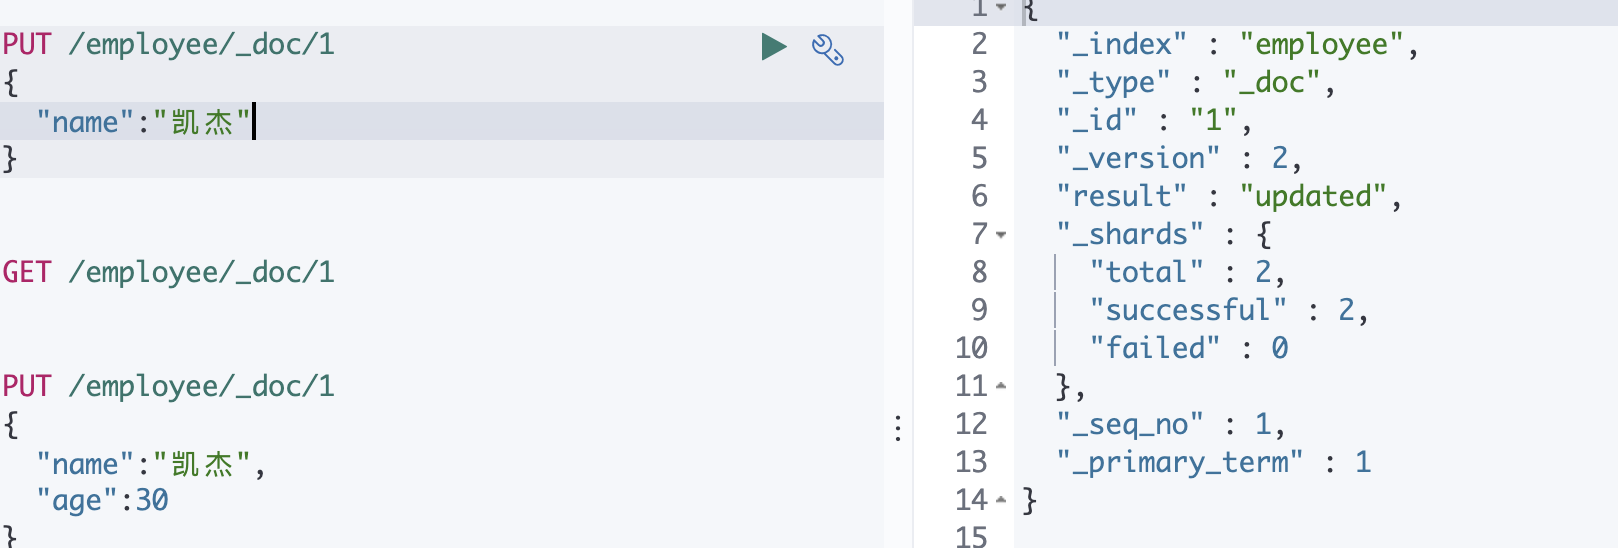 PUT /employee/_doc/1
{
  "name":"凯杰"
}
GET /employee/_doc/1
PUT /employee/_doc/1
{
  "name":"凯杰",
  "age":30
}
1 {
2   "_index" : "employee",
3   "_type" : "_doc",
4   "_id" : "1",
5   "_version" : 2,
6   "result" : "updated",
7   "_shards" : {
8     "total" : 2,
9     "successful" : 2,
10     "failed" : 0
11   },
12   "_seq_no" : 1,
13   "_primary_term" : 1
14 }
15